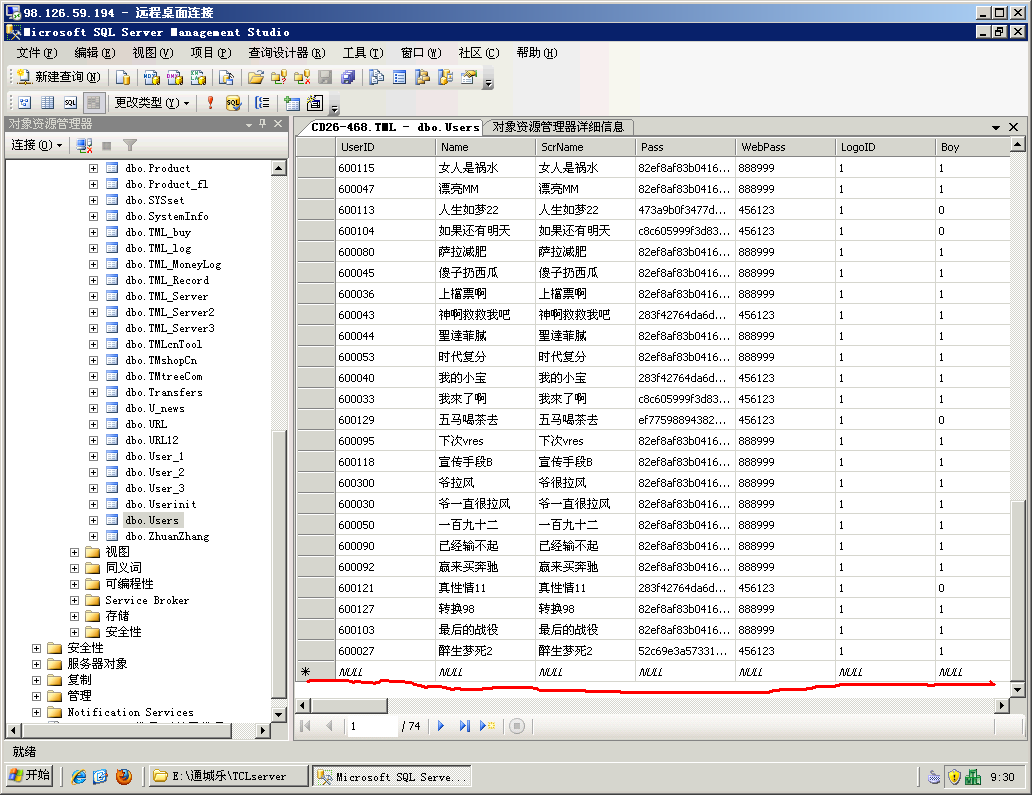 98.126.59.194 - 远程桌面连接
Microsoft SQL Server Management Studio
文件(F) 编辑(E) 视图(V) 项目(P) 查询设计器(R) 工具(T) 窗口(W) 社区(C) 帮助(H)
新建查询(N)
更改类型(Y)
对象资源管理器
连接(O)
dbo.Product
dbo.Product_fl
dbo.SYSset
dbo.SystemInfo
dbo.TML_buy
dbo.TML_log
dbo.TML_MoneyLog
dbo.TML_Record
dbo.TML_Server
dbo.TML_Server2
dbo.TML_Server3
dbo.TMLcnTool
dbo.TMshopCn
dbo.TMtreeCom
dbo.Transfers
dbo.U_news
dbo.URL
dbo.URL12
dbo.User_1
dbo.User_2
dbo.User_3
dbo.Userinit
dbo.Users
dbo.ZhuanZhang
视图
同义词
可编程性
Service Broker
存储
安全性
安全性
服务器对象
复制
管理
Notification Services
CD26-468.TML - dbo.Users 对象资源管理器详细信息
UserID Name ScrName Pass WebPass LogoID Boy
600115 女人是祸水 女人是祸水 82ef8af83b0416... 888999 1 1
600047 漂亮MM 漂亮MM 82ef8af83b0416... 888999 1 1
600113 人生如梦22 人生如梦22 473a9b0f3477d... 456123 1 0
600104 如果还有明天 如果还有明天 c8c605999f3d83... 456123 1 0
600080 萨拉减肥 萨拉减肥 82ef8af83b0416... 888999 1 1
600045 傻子扔西瓜 傻子扔西瓜 82ef8af83b0416... 888999 1 1
600036 上擋票啊 上擋票啊 82ef8af83b0416... 888999 1 1
600043 神啊救救我吧 神啊救救我吧 283f42764da6d... 456123 1 1
600044 聖達菲腻 聖達菲腻 82ef8af83b0416... 888999 1 1
600053 时代复分 时代复分 82ef8af83b0416... 888999 1 1
600040 我的小宝 我的小宝 283f42764da6d... 456123 1 1
600033 我來了啊 我來了啊 c8c605999f3d83... 456123 1 1
600129 五马喝茶去 五马喝茶去 ef77598894382... 456123 1 0
600095 下次vres 下次vres 82ef8af83b0416... 888999 1 1
600118 宣传手段B 宣传手段B 82ef8af83b0416... 888999 1 1
600300 爷拉风 爷很拉风 82ef8af83b0416... 888999 1 1
600030 爷一直很拉风 爷一直很拉风 82ef8af83b0416... 888999 1 1
600050 一百九十二 一百九十二 82ef8af83b0416... 888999 1 1
600090 已经输不起 已经输不起 82ef8af83b0416... 888999 1 1
600092 赢来买奔驰 赢来买奔驰 82ef8af83b0416... 888999 1 1
600121 真性情11 真性情11 283f42764da6d... 456123 1 0
600127 转换98 转换98 82ef8af83b0416... 888999 1 1
600103 最后的战役 最后的战役 82ef8af83b0416... 888999 1 1
600027 醉生梦死2 醉生梦死2 52c69e3a57331... 456123 1 1
NULL NULL NULL NULL NULL NULL NULL
1 / 74
就绪
开始 E:\通城乐\TCLserver Microsoft SQL Serve... 9:30